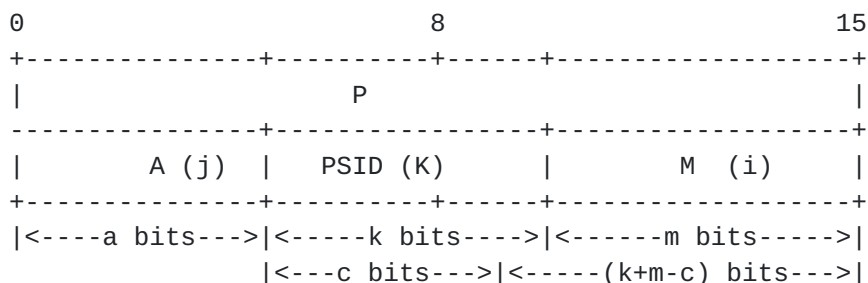 0                          8                        15
+---------------+----------+------+-------------------+
|                     P                               |
----------------+-----------------+-------------------+
|        A (j)  |   PSID (K)      |        M  (i)     |
+---------------+----------+------+-------------------+
|<----a bits--->|<-----k bits---->|<------m bits----->|
                |<---c bits--->|<-----(k+m-c) bits--->|